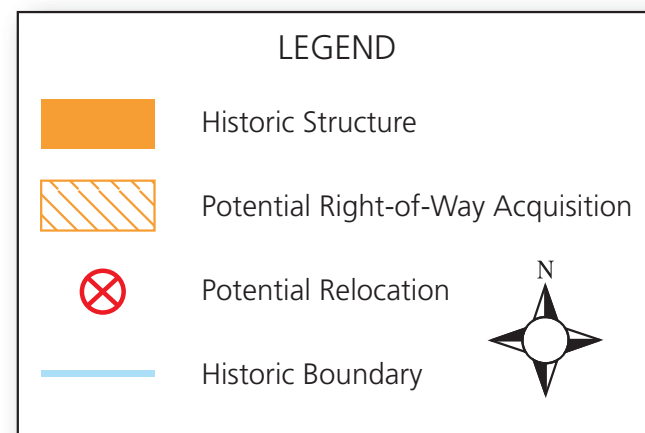 LEGEND
Historic Structure
Potential Right-of-Way Acquisition
Potential Relocation
N
Historic Boundary